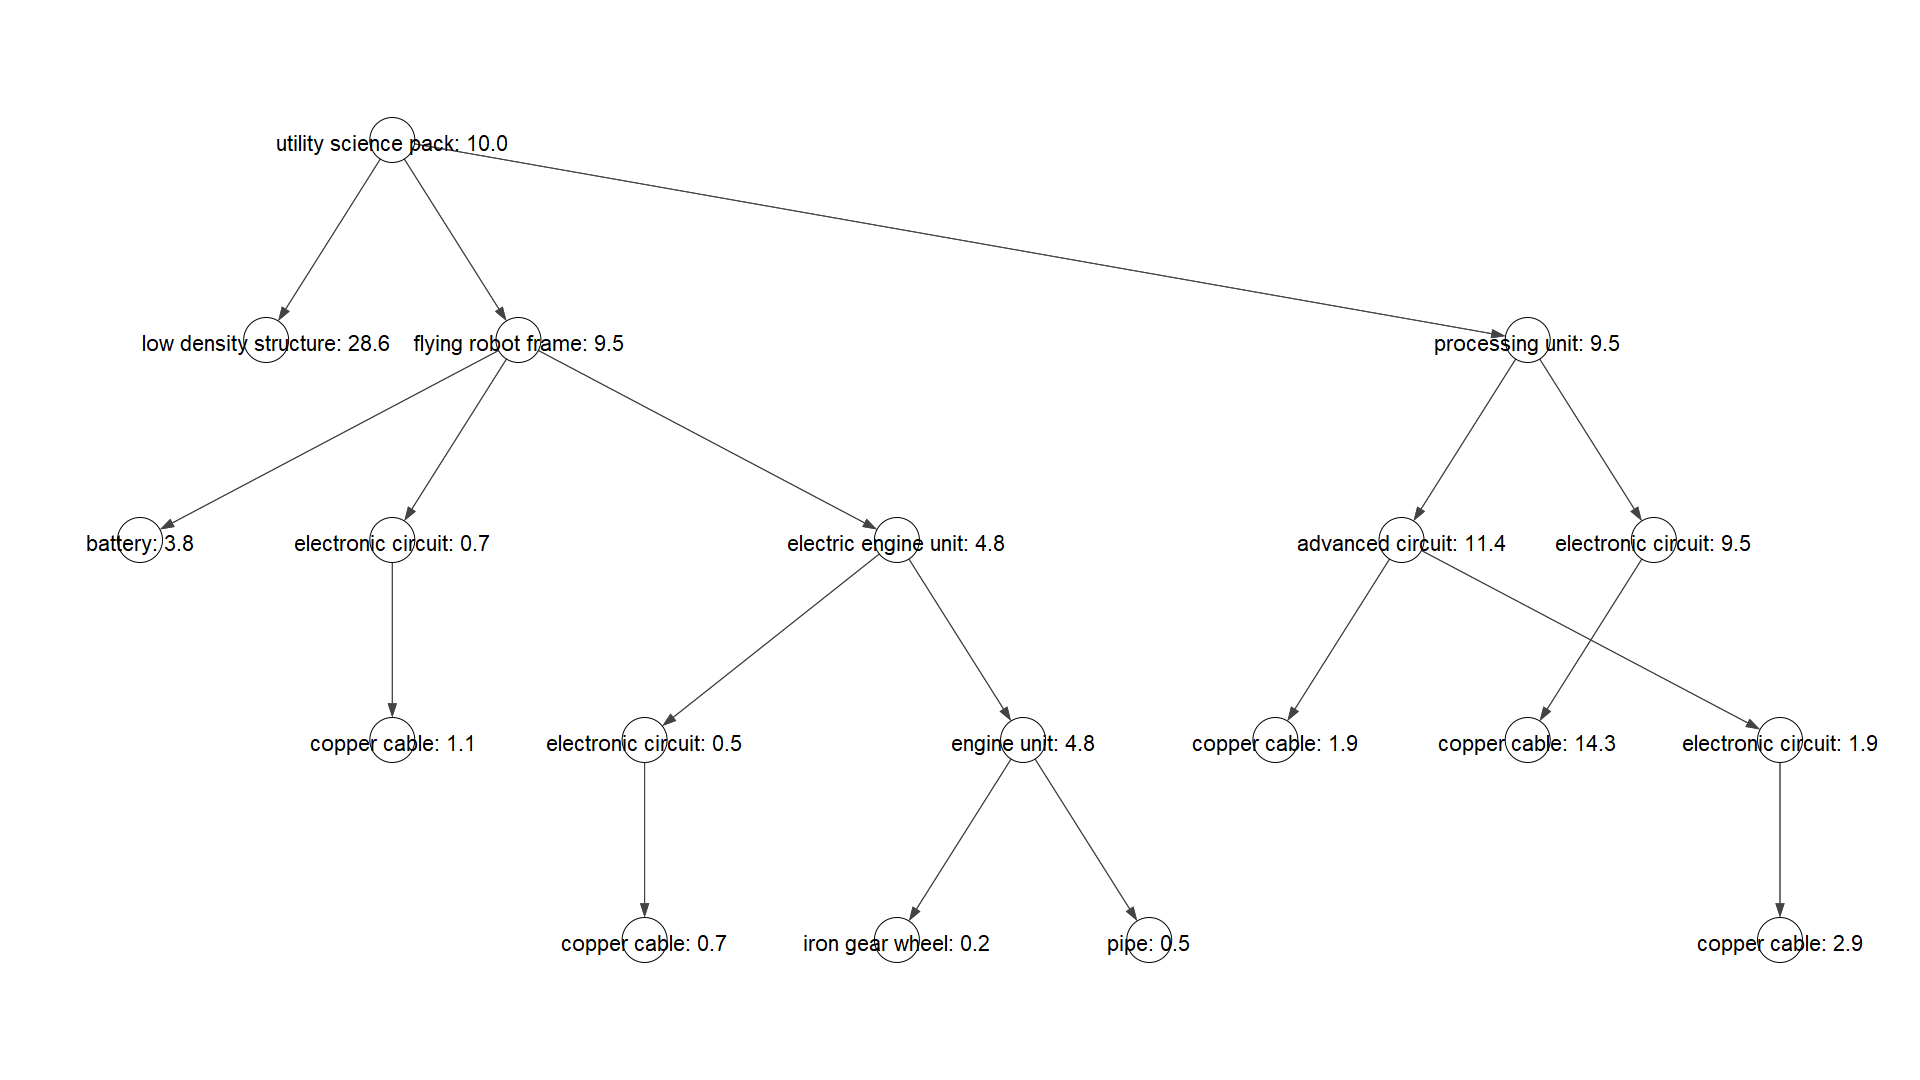 utility science pack: 10.0
low density structure: 28.6
flying robot frame: 9.5
processing unit: 9.5
battery: 3.8
electronic circuit: 0.7
electric engine unit: 4.8
advanced circuit: 11.4
electronic circuit: 9.5
copper cable: 1.1
electronic circuit: 0.5
engine unit: 4.8
copper cable: 1.9
copper cable: 14.3
electronic circuit: 1.9
copper cable: 0.7
iron gear wheel: 0.2
pipe: 0.5
copper cable: 2.9